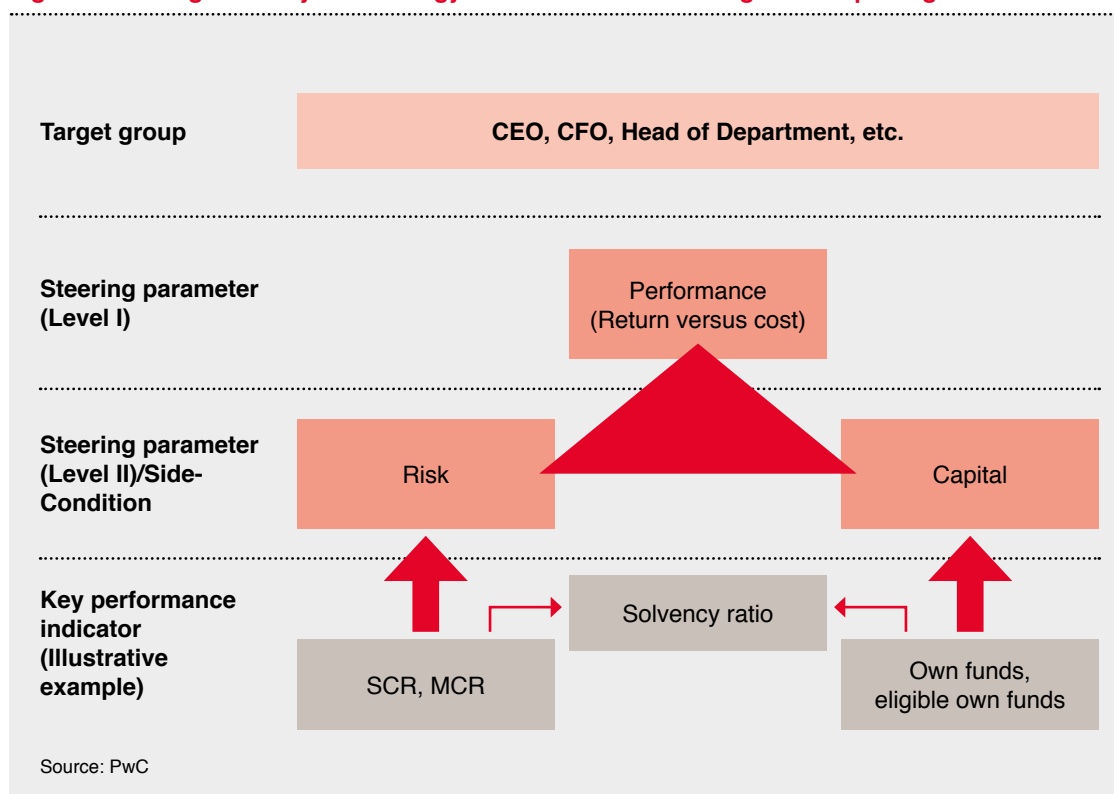 Target group
CEO, CFO, Head of Department, etc.
Steering parameter
(Level I)
Performance
(Return versus cost)
Steering parameter
(Level II)/Side-
Condition
Risk
Capital
Key performance
indicator
(Illustrative
example)
Solvency ratio
SCR, MCR
Own funds,
eligible own funds
Source: PwC